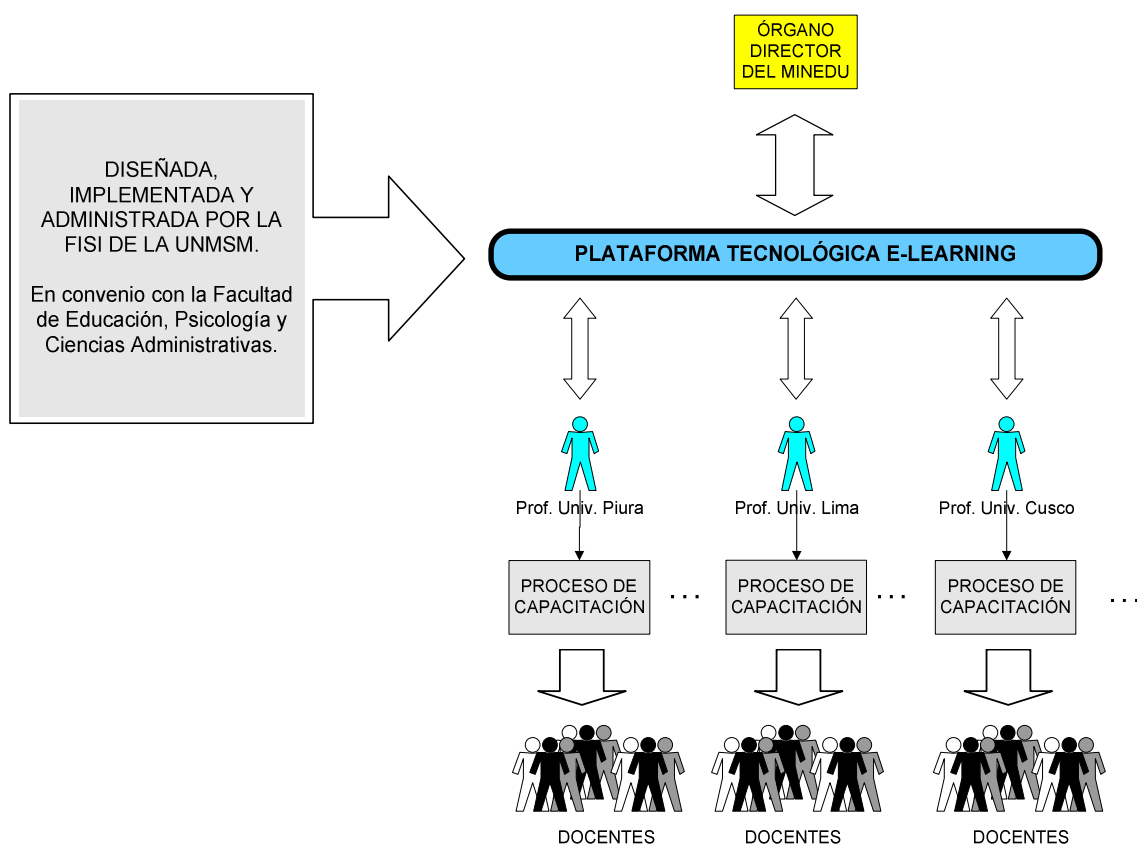 ÓRGANO
DIRECTOR
DEL MINEDU
DISEÑADA,
IMPLEMENTADA Y
ADMINISTRADA POR LA
FISI DE LA UNMSM.
En convenio con la Facultad
de Educación, Psicología y
Ciencias Administrativas.
PLATAFORMA TECNOLÓGICA E-LEARNING
Prof. Univ. Piura
Prof. Univ. Lima
Prof. Univ. Cusco
PROCESO DE
CAPACITACIÓN
. . .
PROCESO DE
CAPACITACIÓN
. . .
PROCESO DE
CAPACITACIÓN
. . .
DOCENTES
DOCENTES
DOCENTES